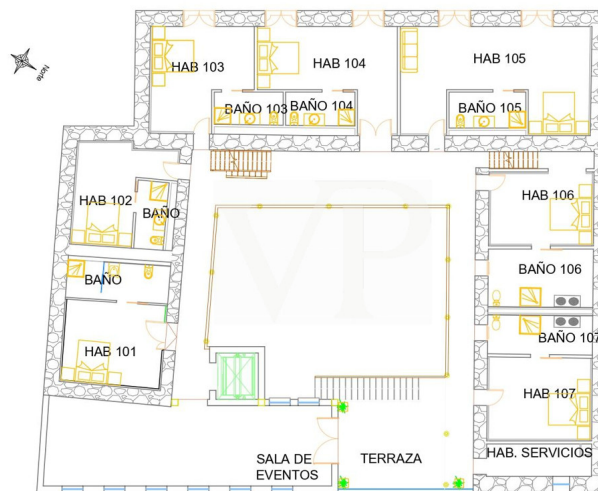 HAB 103
HAB 104
HAB 105
Norte
BAÑO 103
BAÑO 104
BAÑO 105
HAB 102
BAÑO
HAB 106
BAÑO
BAÑO 106
HAB 101
BAÑO 107
HAB 107
SALA DE
EVENTOS
TERRAZA
HAB. SERVICIOS
VP